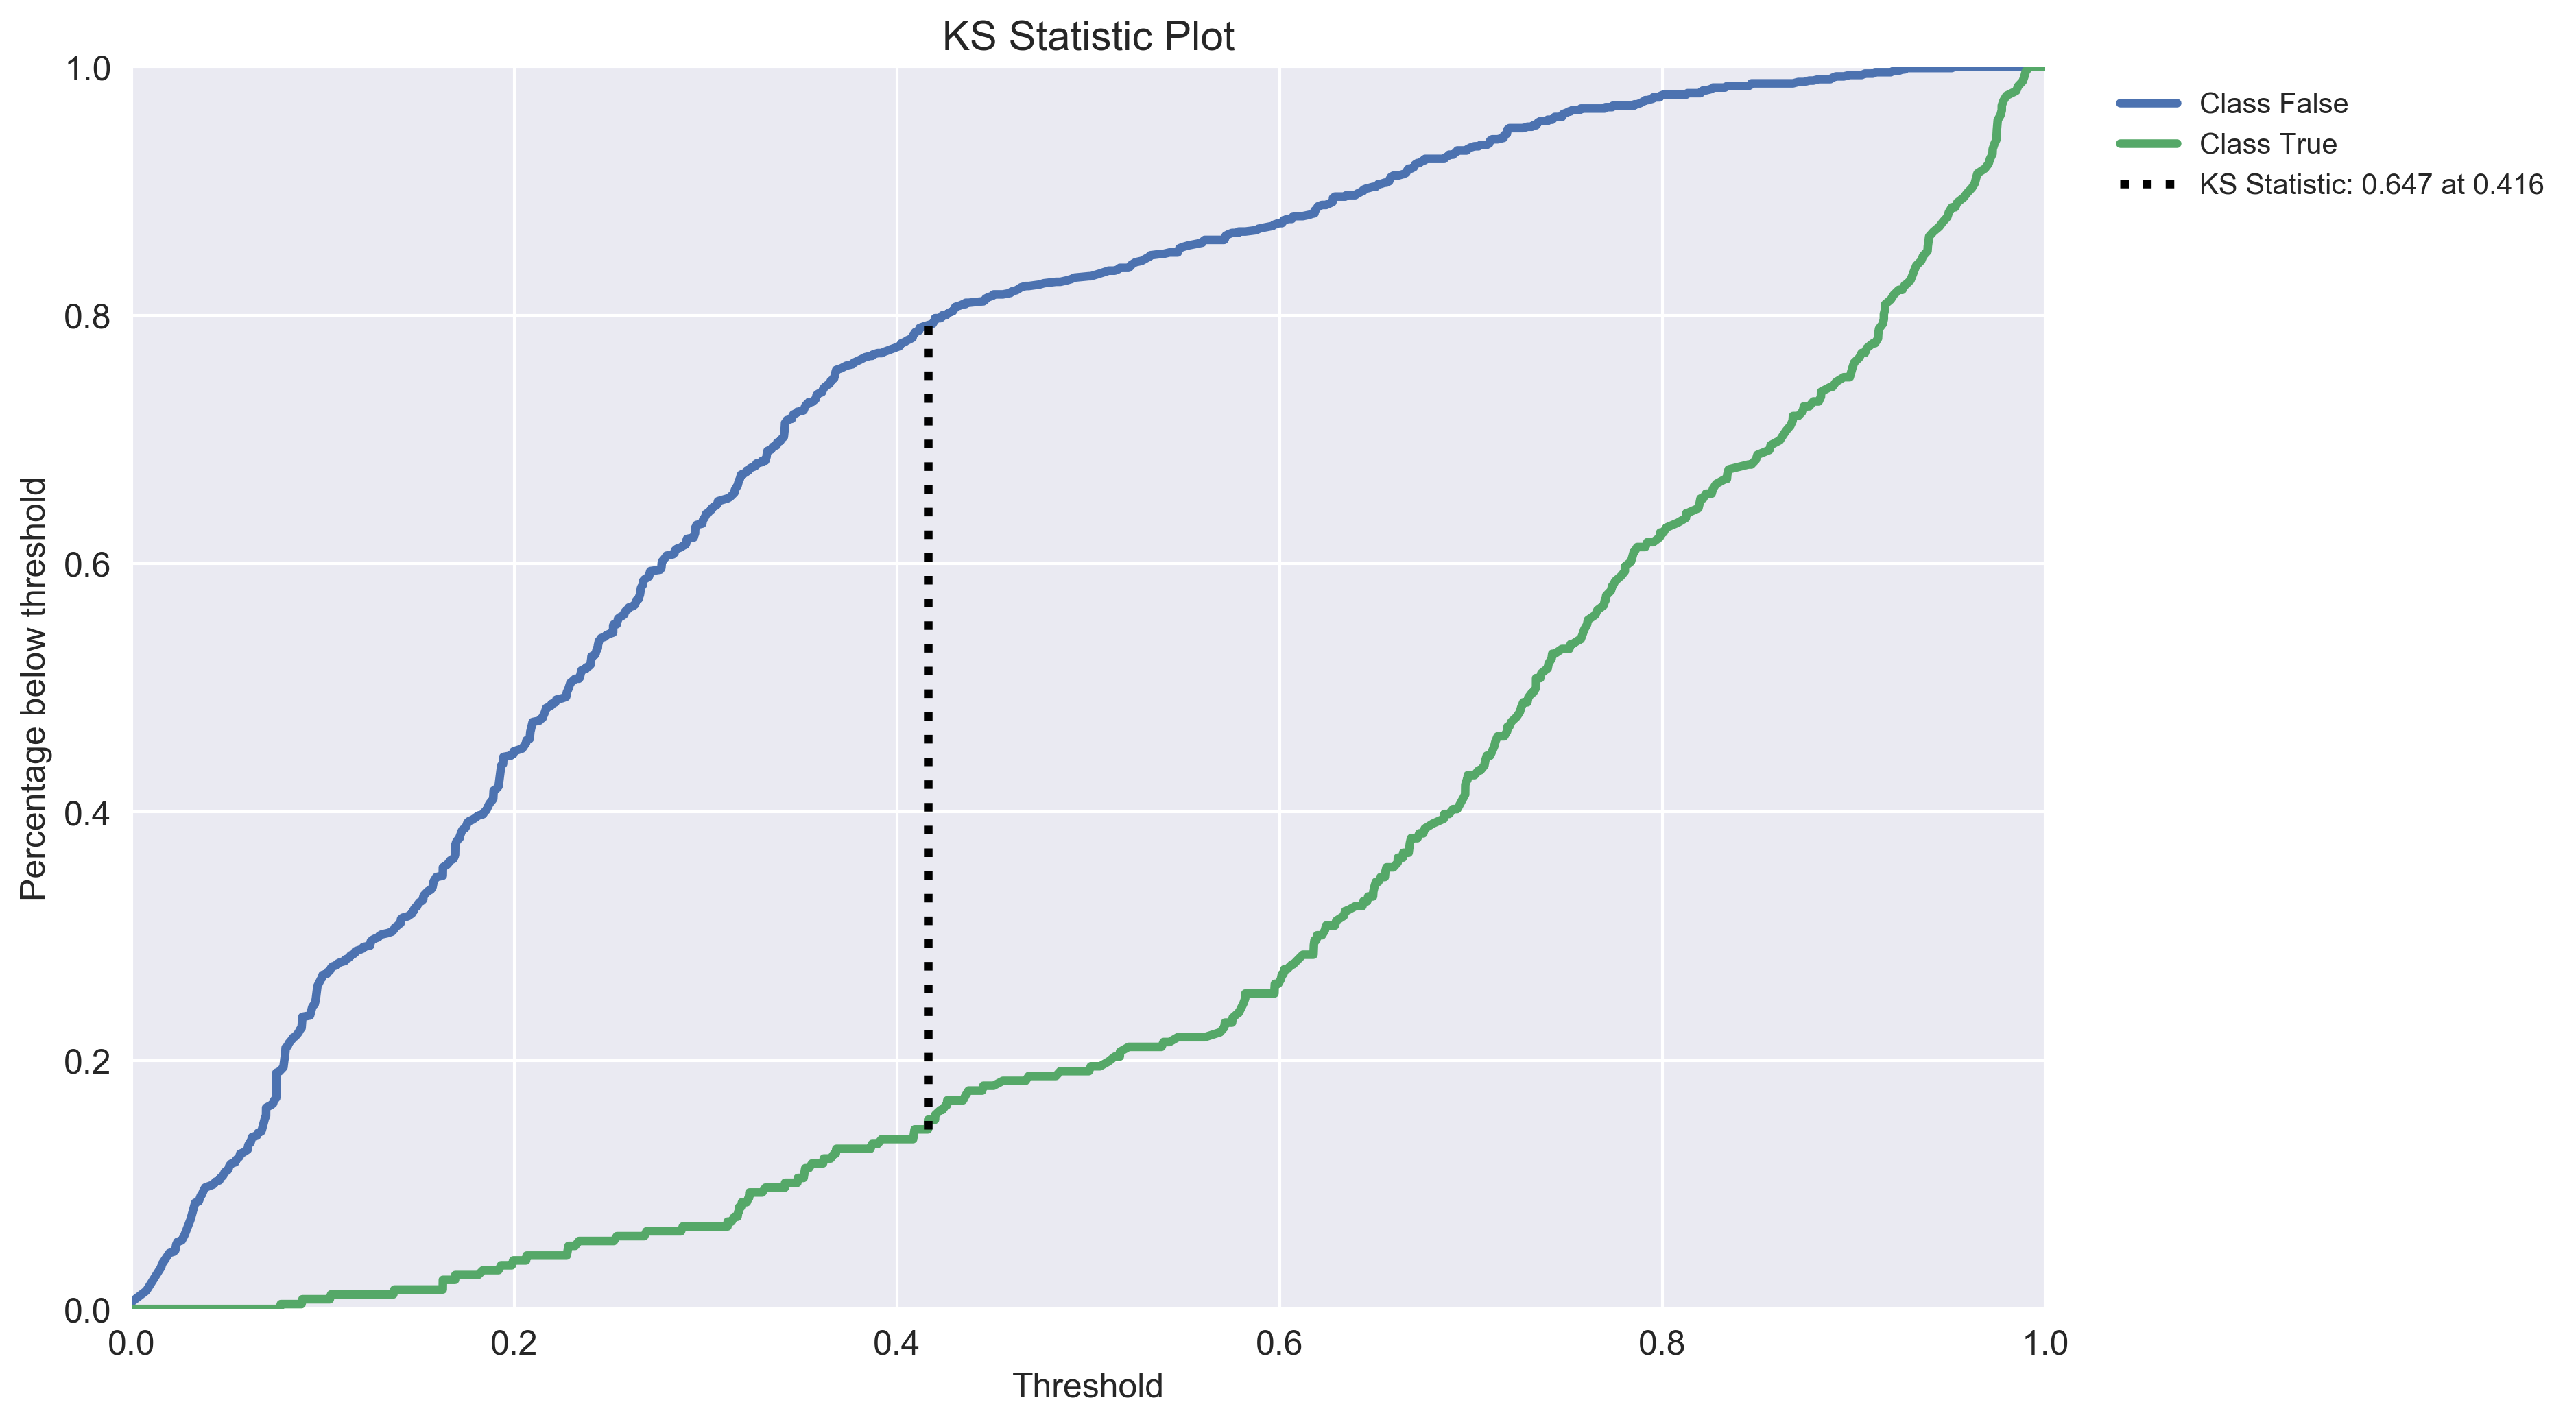 KS Statistic Plot
1.0
0.8
0.6
0.4
0.2
0.0
Percentage below threshold
0.0 0.2 0.4 0.6 0.8 1.0
Threshold
Class False
Class True
KS Statistic: 0.647 at 0.416